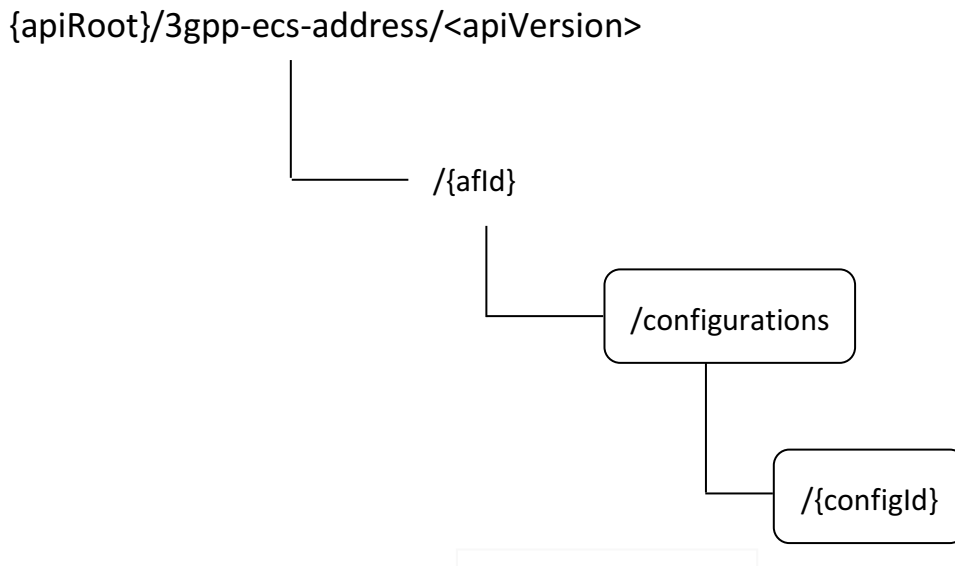 {apiRoot}/3gpp-ecs-address/<apiVersion>
/{afId}
/configurations
/{configId}